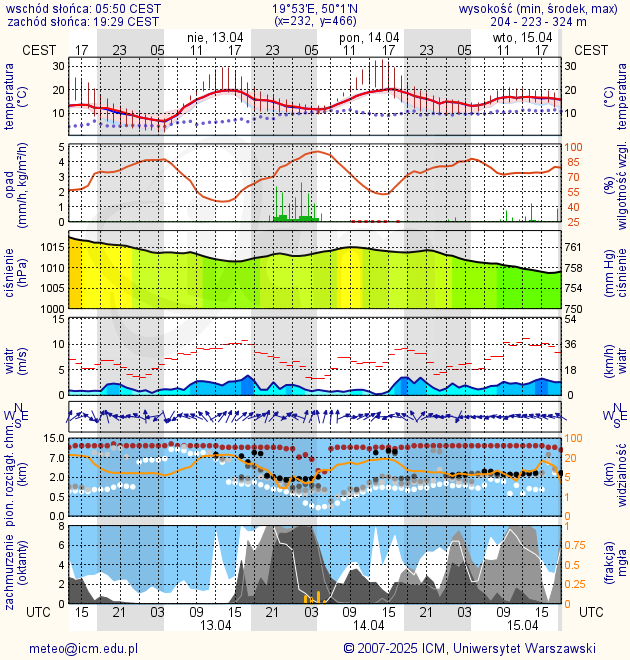 wschód słońca: 05:50 CEST 19°53'E, 50°1'N wysokość (min, środek, max)
zachód słońca: 19:29 CEST (x=232, y=466) 204 - 223 - 324 m
nie, 13.04 pon, 14.04 wto, 15.04
CEST 17 23 05 11 17 23 05 11 17 23 05 11 17 CEST
temperatura
(°C)
30
20
10
30
20
10
temperatura
(°C)
opad
(mm/h, kg/m²/h)
5
4
3
2
1
0
100
85
70
55
40
25
(%)
wilgotność wzgl.
ciśnienie
(hPa)
1015
1010
1005
1000
761
758
754
750
(mm Hg)
ciśnienie
wiatr
(m/s)
15
10
5
0
54
36
18
0
(km/h)
wiatr
N
W E
S
N
W E
S
pion. rozciągł. chm.
(km)
15.0
7.0
2.0
0.5
0.0
100
20
5
1
0
(km)
widzialność
zachmurzenie
(oktanty)
8
6
4
2
0
1
0.75
0.5
0.25
0
(frakcja)
mgła
UTC 15 21 03 09 15 21 03 09 15 21 03 09 15 UTC
13.04 14.04 15.04
meteo@icm.edu.pl © 2007-2025 ICM, Uniwersytet Warszawski